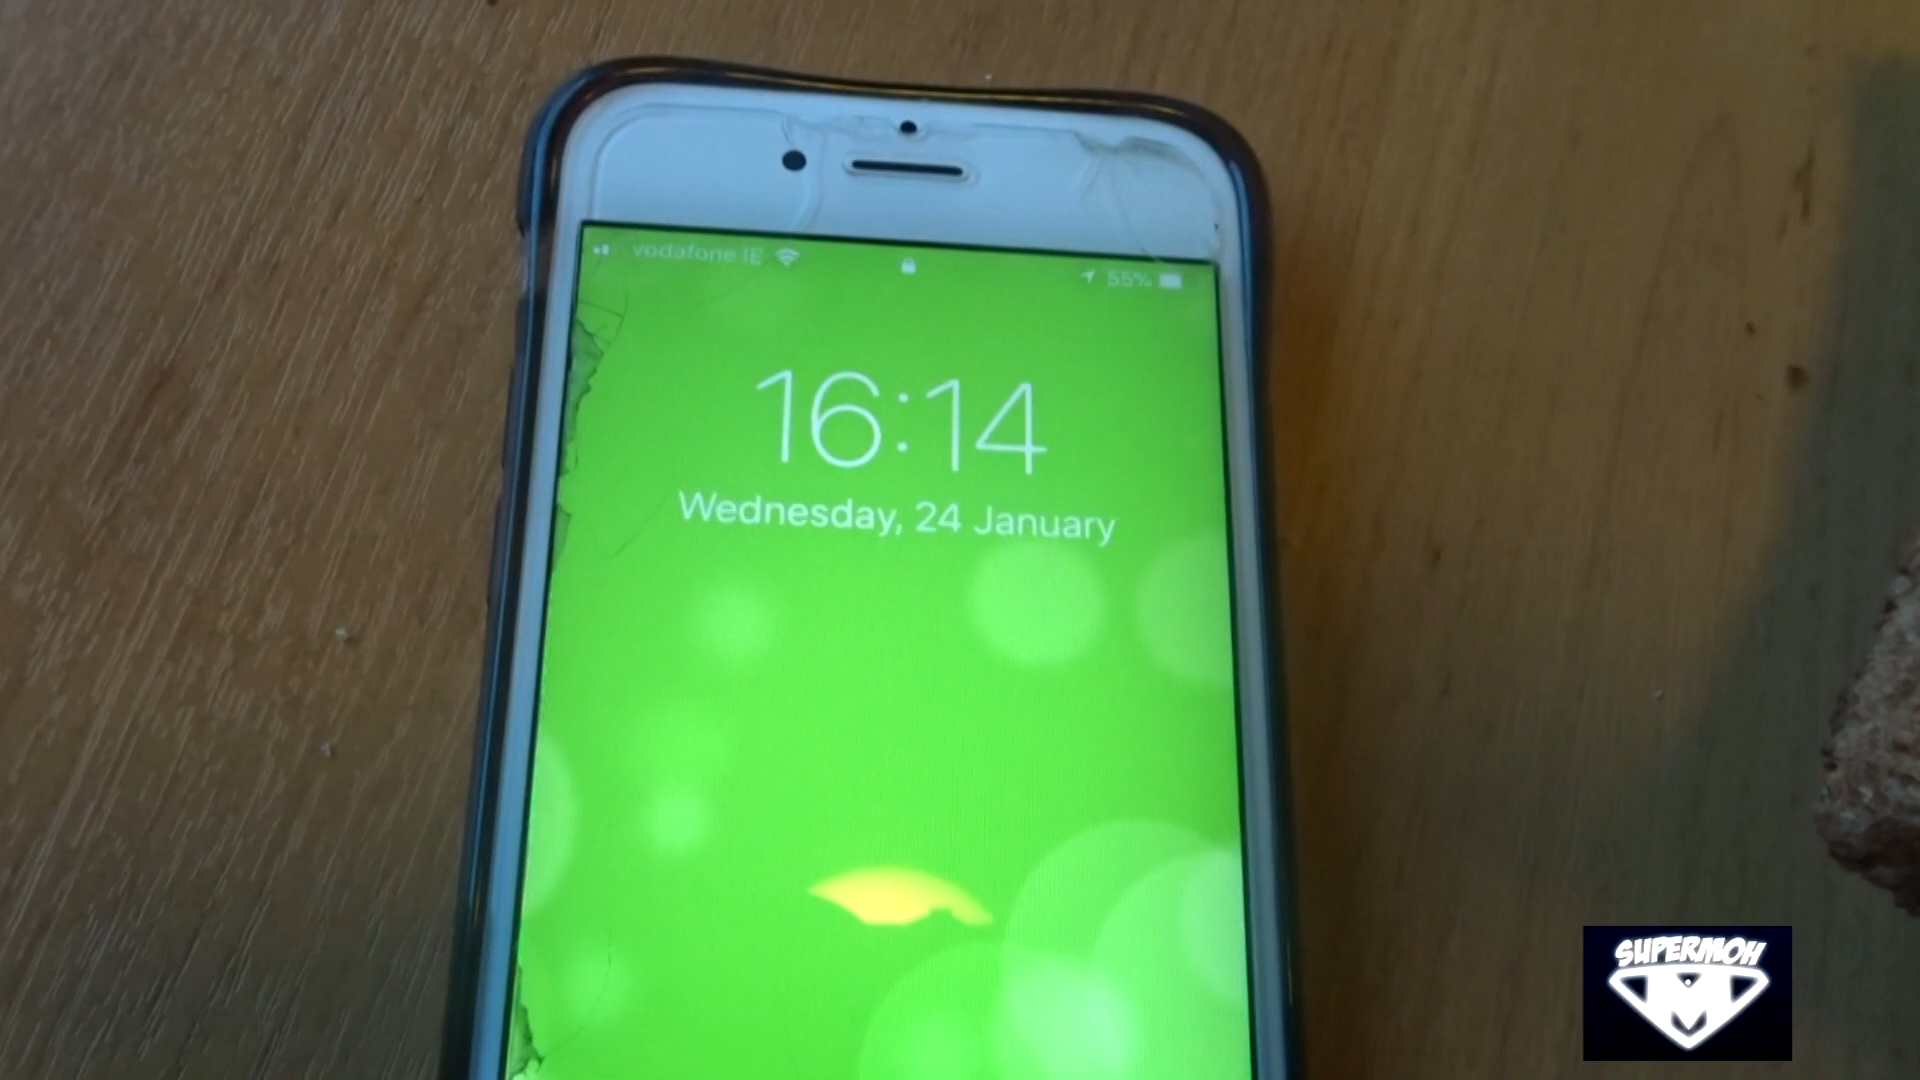 vodafone IE
55%
16:14
Wednesday, 24 January
SUPERMOH
M